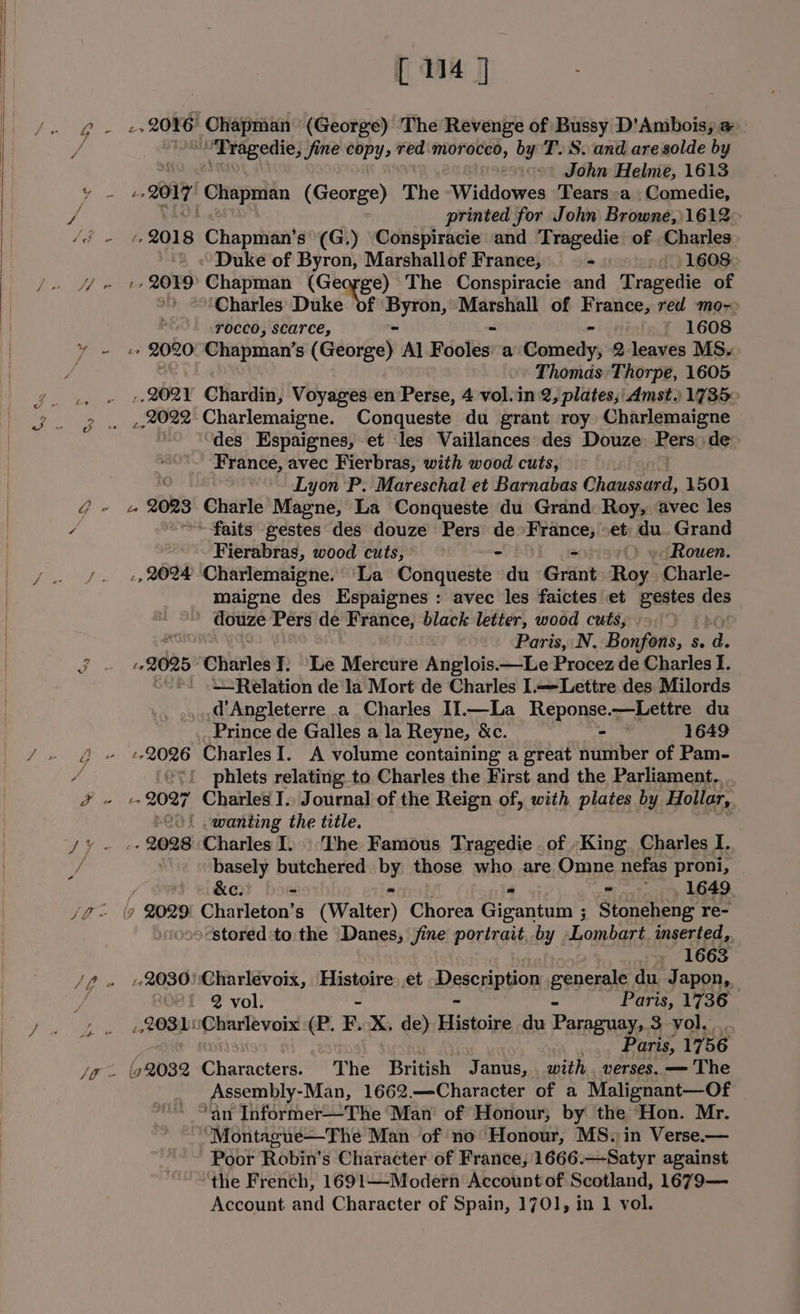 [ 114 ]
2016 Chapman (George) The Revenge of Bussy D'Ambois, a
Tragedie, fine copy, red morocco, by T. S. and are solde by
John Helme, 1613
2017 Chapman (George) The Widdowes Tears a Comedie,
printed for John Browne, 1612
2018 Chapman's (G.) Conspiracie and Tragedie of Charles
Duke of Byron, Marshallof France, - 1608
2019 Chapman (George) The Conspiracie and Tragedie of
Charles Duke of Byron, Marshall of France, red mo-
rocco, scarce, - - - 1608
2020 Chapman's (George) Al Fooles a Comedy, 2 leaves MS.
Thomas Thorpe, 1605
2021 Chardin, Voyages en Perse, 4 vol. in 2, plates, Amst. 1735
2022 Charlemaigne. Conqueste du grant roy Charlemaigne
des Espaignes, et les Vaillances des Douze Pers de
France, avec Fierbras, with wood cuts,
Lyon P. Mareschal et Barnabas Chaussard, 1501
2023 Charle Magne, La Conqueste du Grand Roy, avec les
faits gestes des douze Pers de France, et du Grand
Fierabras, wood cuts, - - Rouen.
2024 Charlemaigne. La Conqueste du Grant Roy Charle-
maigne des Espaignes : avec les faictes et gestes des
douze Pers de France, black letter, wood cuts,
Paris, N. Bonfons, s. d.
2025 Charles I. Le Mercure Anglois.—Le Procez de Charles I.
—Relation de la Mort de Charles I.—Lettre des Milords
d'Angleterre a Charles II.—La Reponse.—Lettre du
Prince de Galles a la Reyne, &c. - 1649
2026 Charles I. A volume containing a great number of Pam-
phlets relating to Charles the First and the Parliament.
2027 Charles I. Journal of the Reign of, with plates by Hollar,
wanting the title.
2028 Charles I. The Famous Tragedie of King Charles I.
basely butchered by those who are Omne nefas proni,
&c. - - - - 1649
2029 Charleton's (Walter) Chorea Gigantum ; Stoneheng re-
stored to the Danes, fine portrait by Lombart inserted,
1663
2030 Charlevoix, Histoire et Description generale du Japon,
2 vol. - - - Paris, 1736
2031 Charlevoix (P. F. X. de) Histoire du Paraguay, 3 vol.
Paris, 1756
2032 Characters. The British Janus, with verses. — The
Assembly-Man, 1662.—Character of a Malignant—Of
an Informer—The Man of Honour, by the Hon. Mr.
Montague—The Man of no Honour, MS. in Verse.—
Poor Robin's Character of France, 1666.—Satyr against
the French, 1691—Modern Account of Scotland, 1679—
Account and Character of Spain, 1701, in 1 vol.